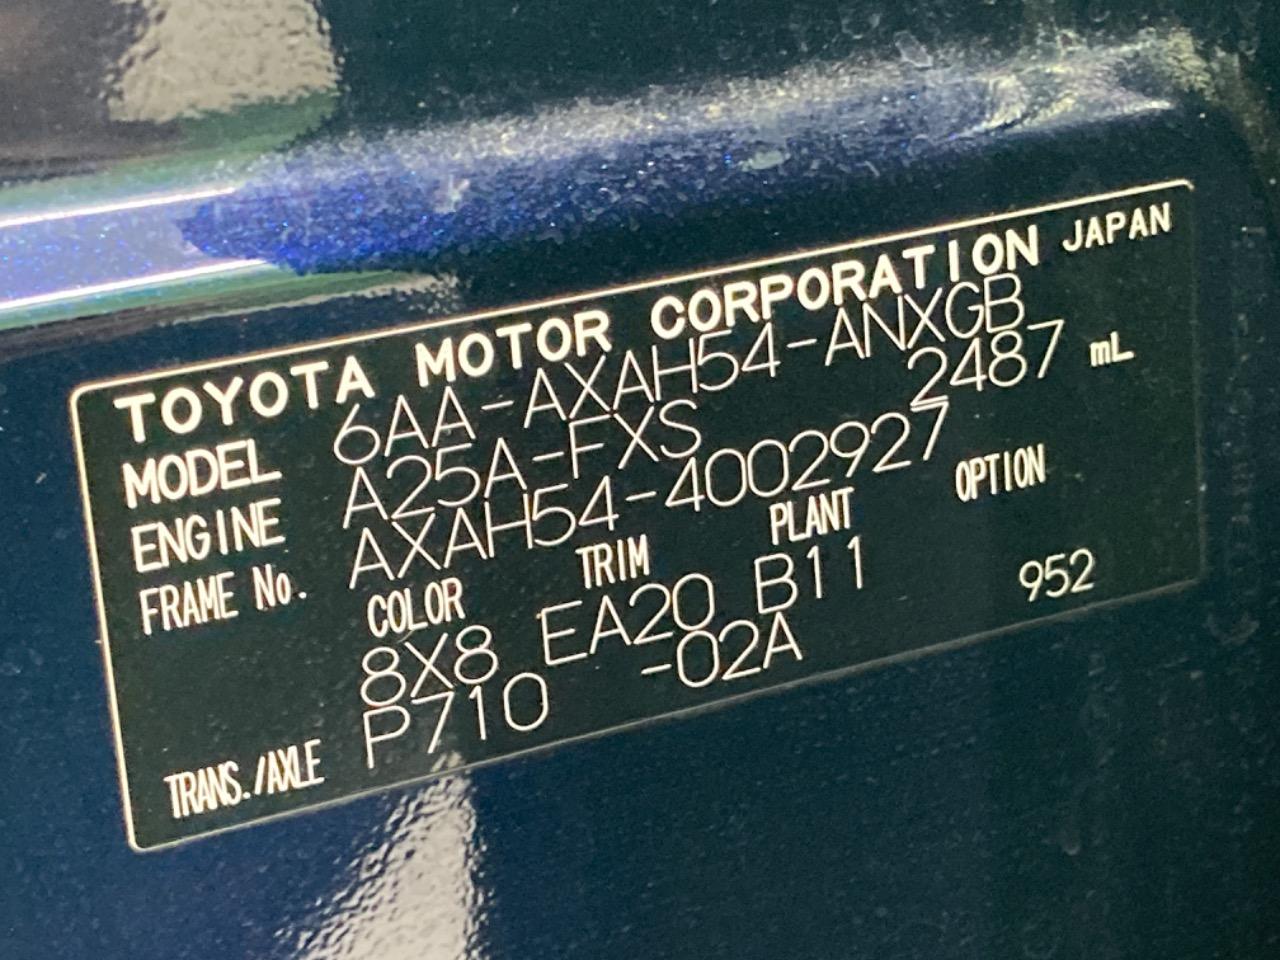 TOYOTA MOTOR CORPORATION JAPAN
MODEL 6AA-AXAH54-ANXGB
ENGINE A25A-FXS 2487 mL
FRAME No. AXAH54-4002927
COLOR TRIM PLANT OPTION
8X8 EA20 B11 952
TRANS./AXLE P710 -02A